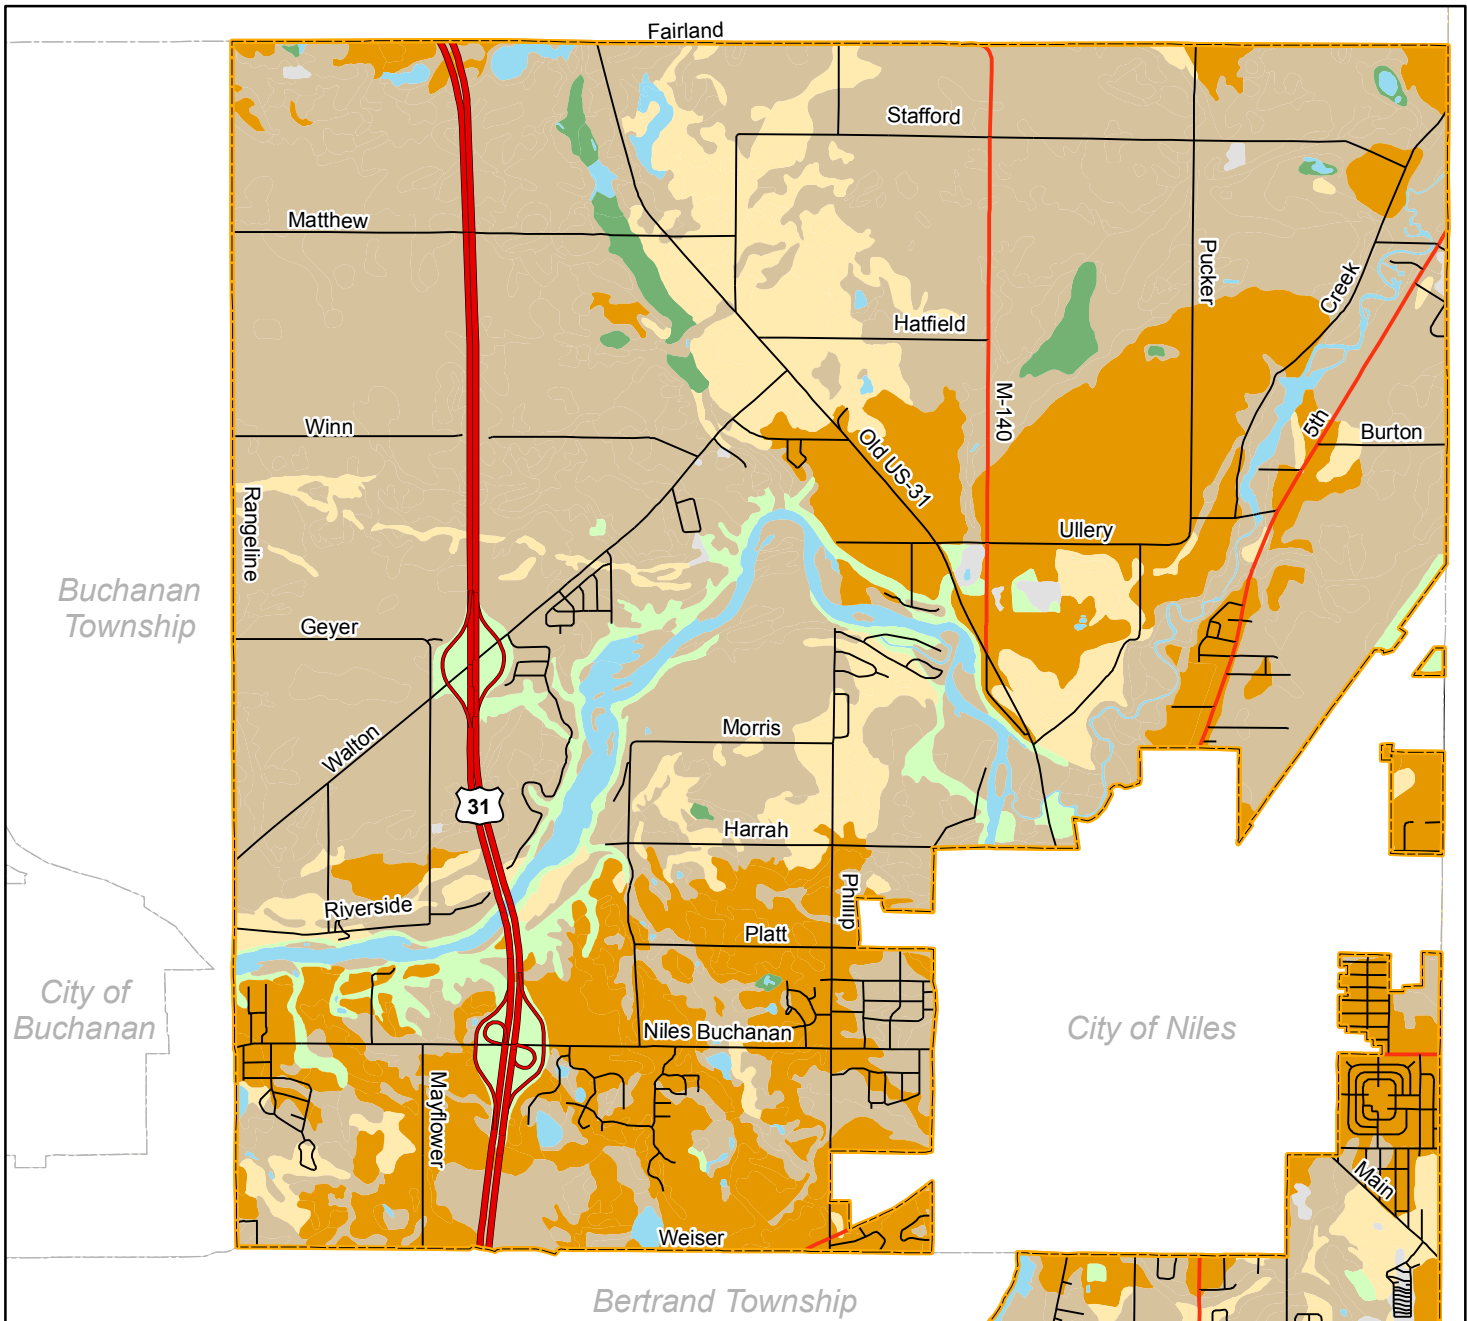 Fairland
Stafford
Matthew
Pucker
Creek
Hatfield
M-140
5th
Winn
Burton
Old US-31
Rangeline
Ullery
Buchanan
Township
Geyer
Morris
Walton
31
Harrah
Phillip
Riverside
Platt
City of
Buchanan
Niles Buchanan
City of Niles
Mayflower
Main
Weiser
Bertrand Township